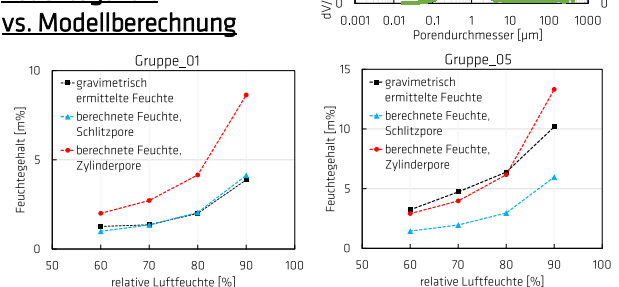 vs. Modellberechnung
dV/
0
0
0.001 0.01 0.1 1 10 100 1000
Porendurchmesser [µm]
Gruppe_01
10
5
0
gravimetrisch
ermittelte Feuchte
berechnete Feuchte,
Schlitzpore
berechnete Feuchte,
Zylinderpore
Feuchtegehalt [m%]
50 60 70 80 90 100
relative Luftfeuchte [%]
Gruppe_05
15
10
5
0
gravimetrisch
ermittelte Feuchte
berechnete Feuchte,
Schlitzpore
berechnete Feuchte,
Zylinderpore
Feuchtegehalt [m%]
50 60 70 80 90 100
relative Luftfeuchte [%]